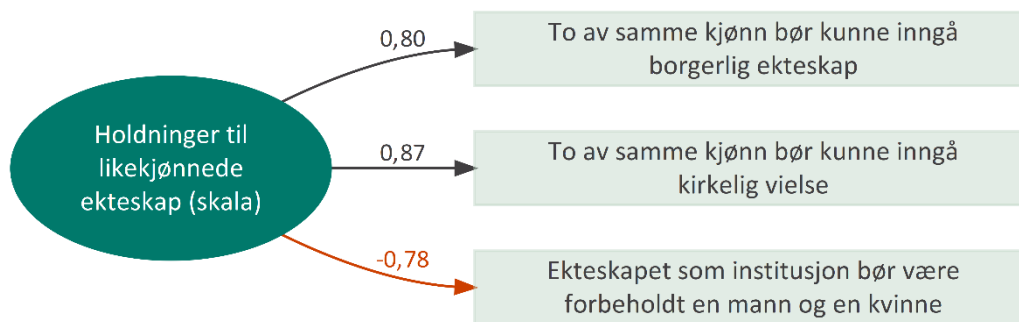 Holdninger til
likekjønnede
ekteskap (skala)
0,80
To av samme kjønn bør kunne inngå
borgerlig ekteskap
0,87
To av samme kjønn bør kunne inngå
kirkelig vielse
-0,78
Ekteskapet som institusjon bør være
forbeholdt en mann og en kvinne